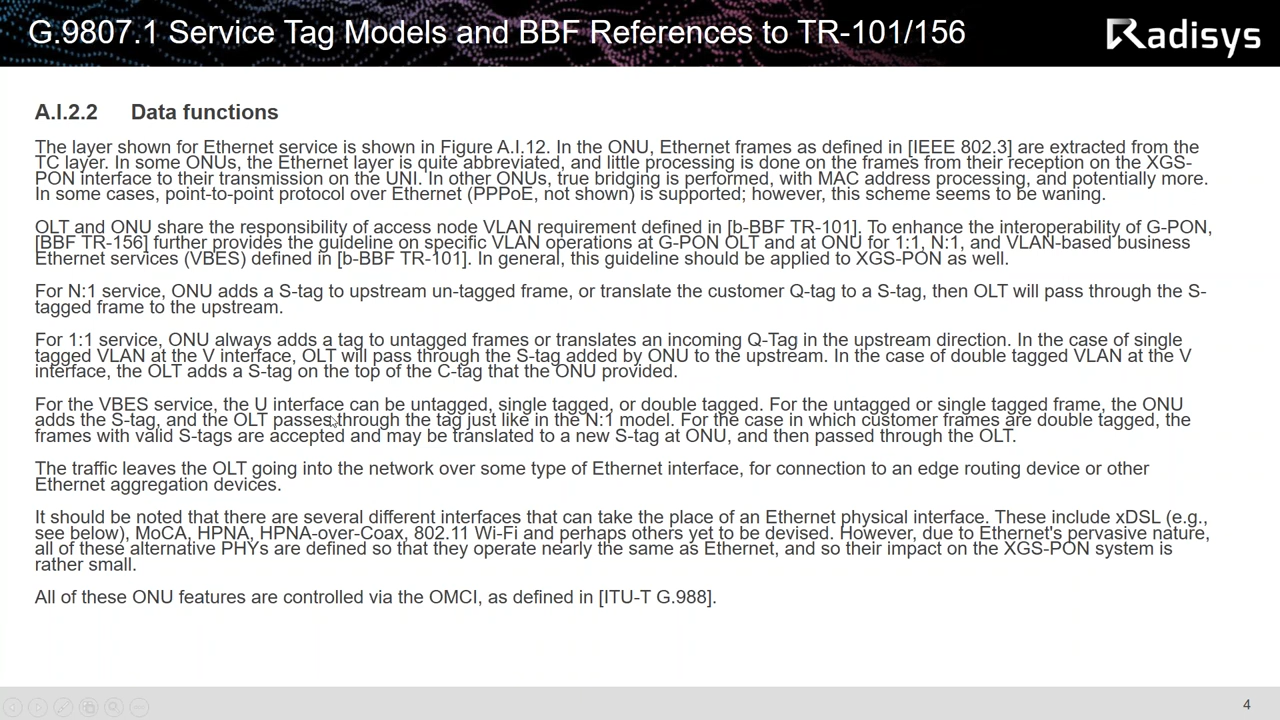 G.9807.1 Service Tag Models and BBF References to TR-101/156
Radisys
A.I.2.2 Data functions
The layer shown for Ethernet service is shown in Figure A.I.12. In the ONU, Ethernet frames as defined in [IEEE 802.3] are extracted from the
TC layer. In some ONUs, the Ethernet layer is quite abbreviated, and little processing is done on the frames from their reception on the XGS-
PON interface to their transmission on the UNI. In other ONUs, true bridging is performed, with MAC address processing, and potentially more.
In some cases, point-to-point protocol over Ethernet (PPPoE, not shown) is supported; however, this scheme seems to be waning.
OLT and ONU share the responsibility of access node VLAN requirement defined in [b-BBF TR-101]. To enhance the interoperability of G-PON,
[BBF TR-156] further provides the guideline on specific VLAN operations at G-PON OLT and at ONU for 1:1, N:1, and VLAN-based business
Ethernet services (VBES) defined in [b-BBF TR-101]. In general, this guideline should be applied to XGS-PON as well.
For N:1 service, ONU adds a S-tag to upstream un-tagged frame, or translate the customer Q-tag to a S-tag, then OLT will pass through the S-
tagged frame to the upstream.
For 1:1 service, ONU always adds a tag to untagged frames or translates an incoming Q-Tag in the upstream direction. In the case of single
tagged VLAN at the V interface, OLT will pass through the S-tag added by ONU to the upstream. In the case of double tagged VLAN at the V
interface, the OLT adds a S-tag on the top of the C-tag that the ONU provided.
For the VBES service, the U interface can be untagged, single tagged, or double tagged. For the untagged or single tagged frame, the ONU
adds the S-tag, and the OLT passes through the tag just like in the N:1 model. For the case in which customer frames are double tagged, the
frames with valid S-tags are accepted and may be translated to a new S-tag at ONU, and then passed through the OLT.
The traffic leaves the OLT going into the network over some type of Ethernet interface, for connection to an edge routing device or other
Ethernet aggregation devices.
It should be noted that there are several different interfaces that can take the place of an Ethernet physical interface. These include xDSL (e.g.,
see below), MoCA, HPNA, HPNA-over-Coax, 802.11 Wi-Fi and perhaps others yet to be devised. However, due to Ethernet's pervasive nature,
all of these alternative PHYs are defined so that they operate nearly the same as Ethernet, and so their impact on the XGS-PON system is
rather small.
All of these ONU features are controlled via the OMCI, as defined in [ITU-T G.988].
4